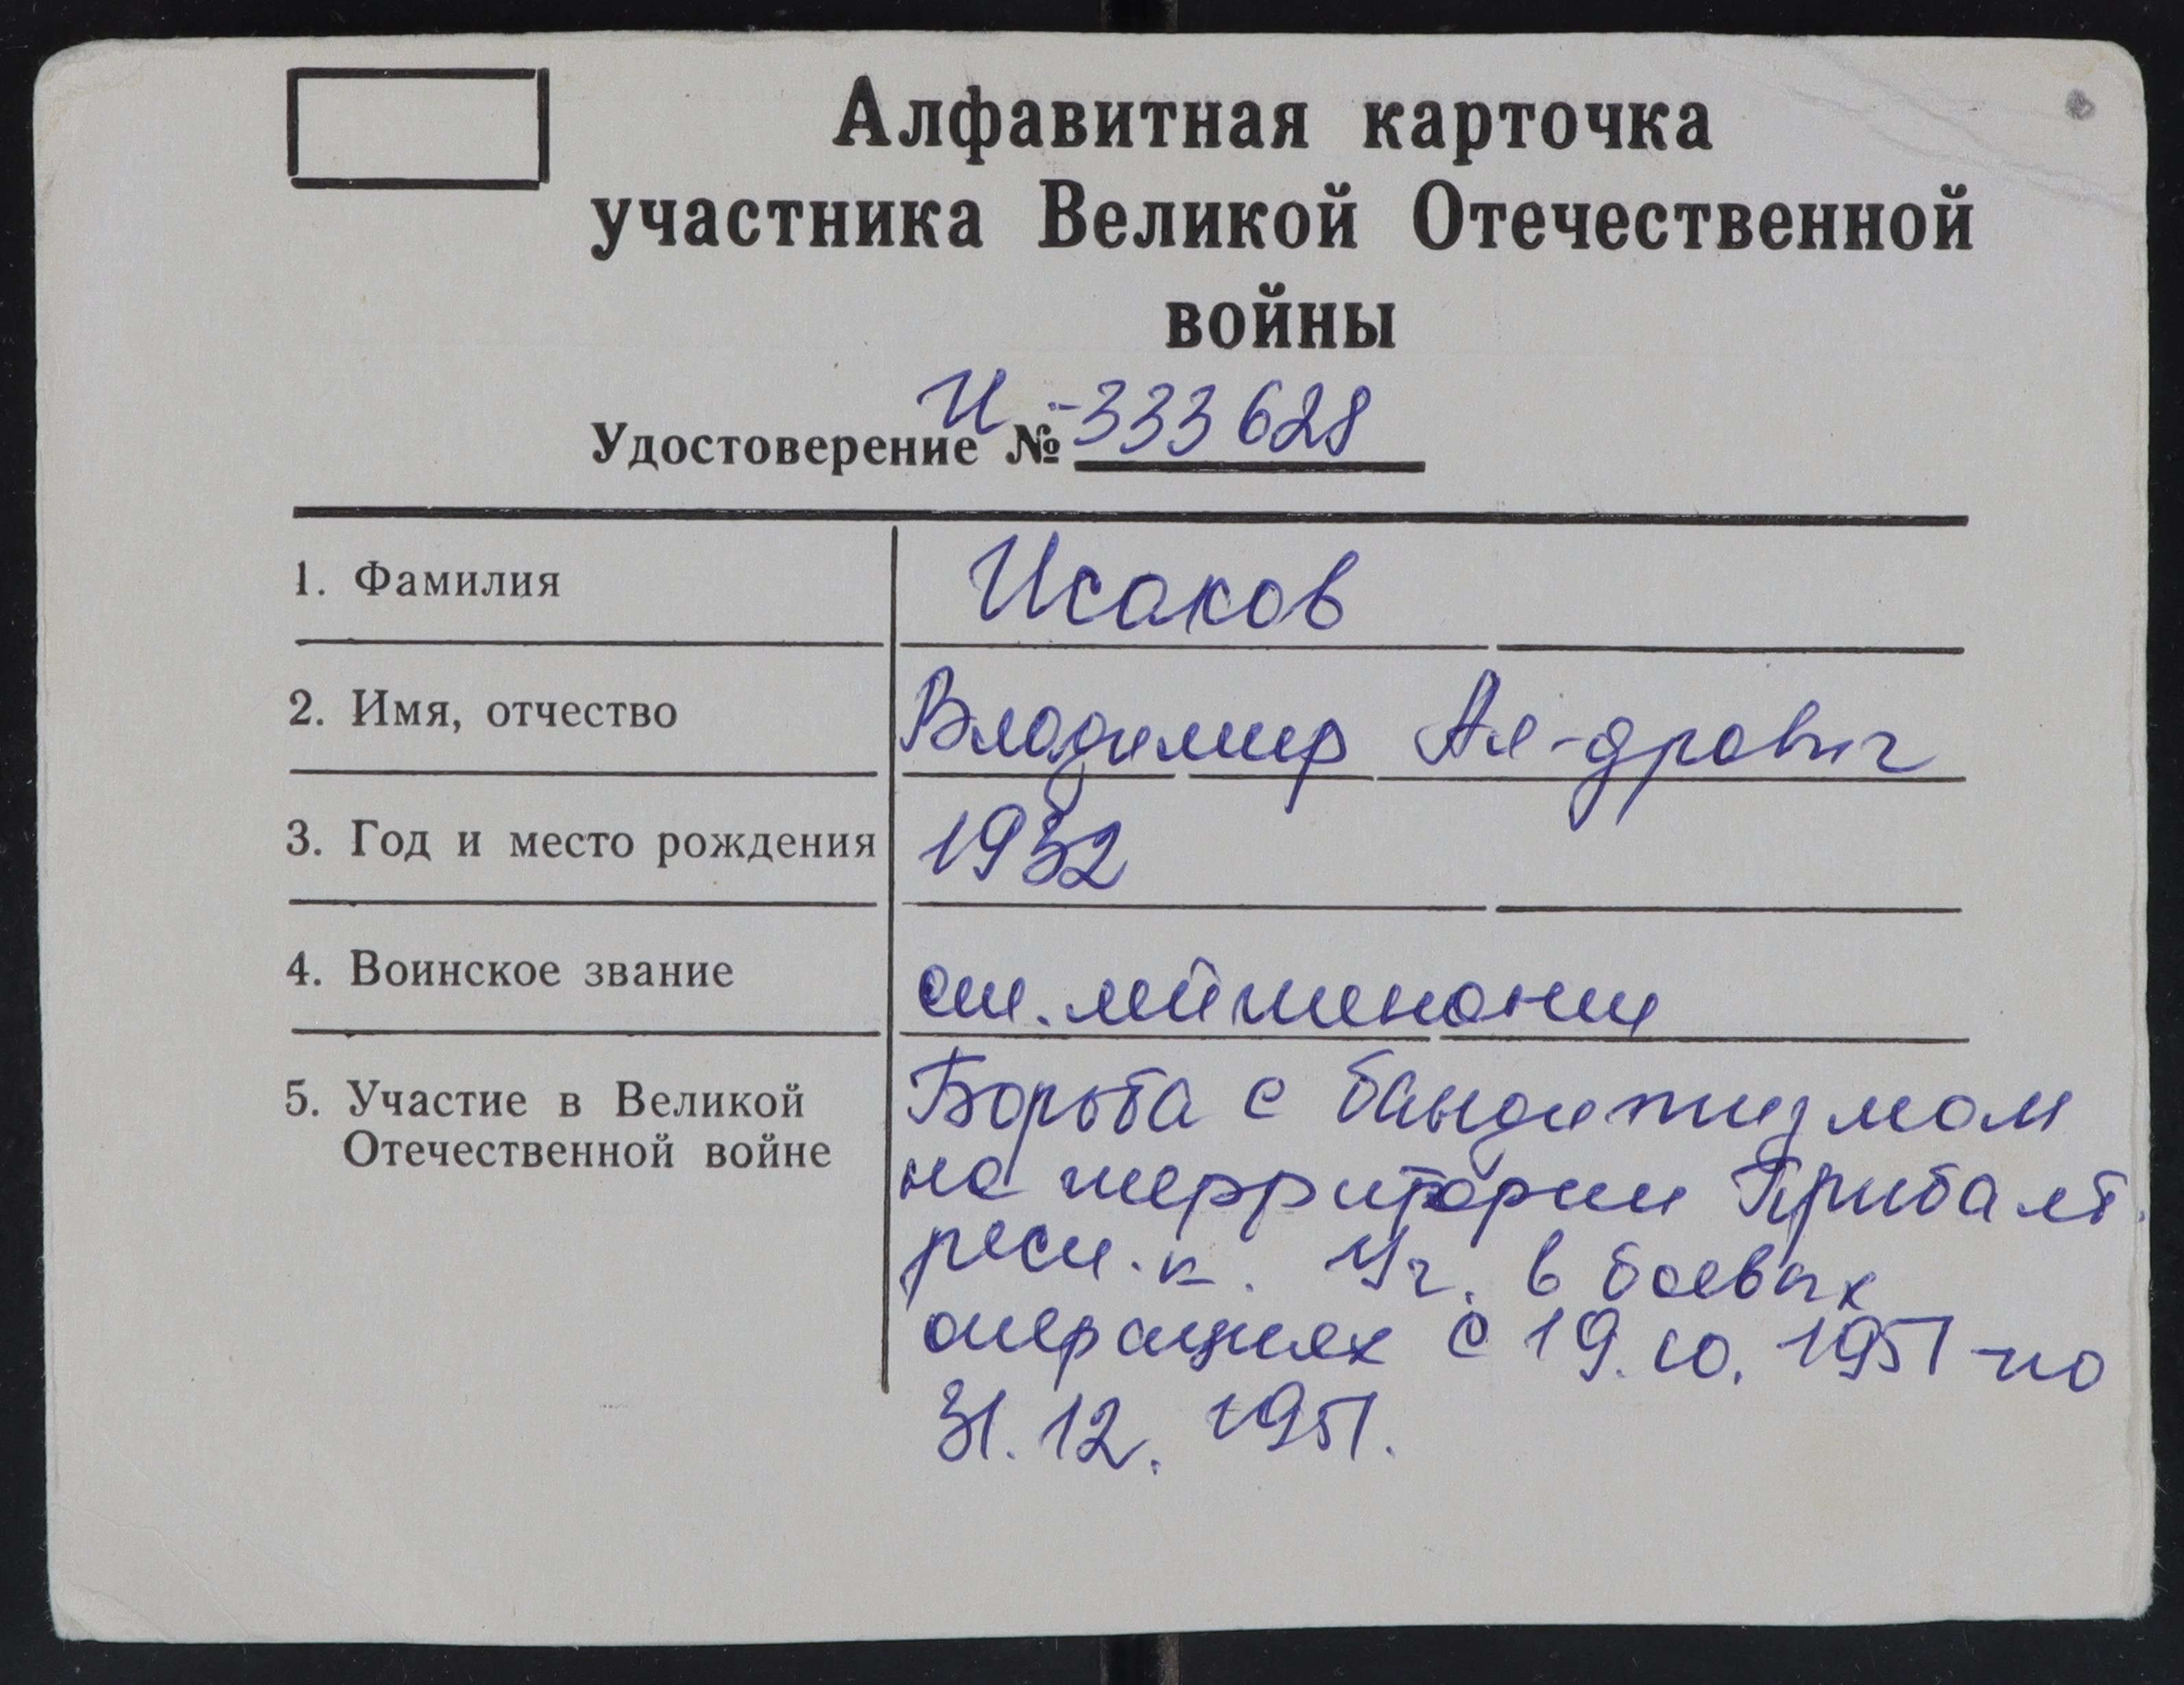 Алфавитная карточка
участника Великой Отечественной
войны
Удостоверение № И-333628
1. Фамилия Исаков
2. Имя, отчество Владимир Ал-дрович
3. Год и место рождения 1932
4. Воинское звание ст. лейтенант
5. Участие в Великой Борьба с бандитизмом
Отечественной войне на территории Прибалт.
респ.к. Уч. в боевых
операциях с 19.10.1951 по
31.12.1951.